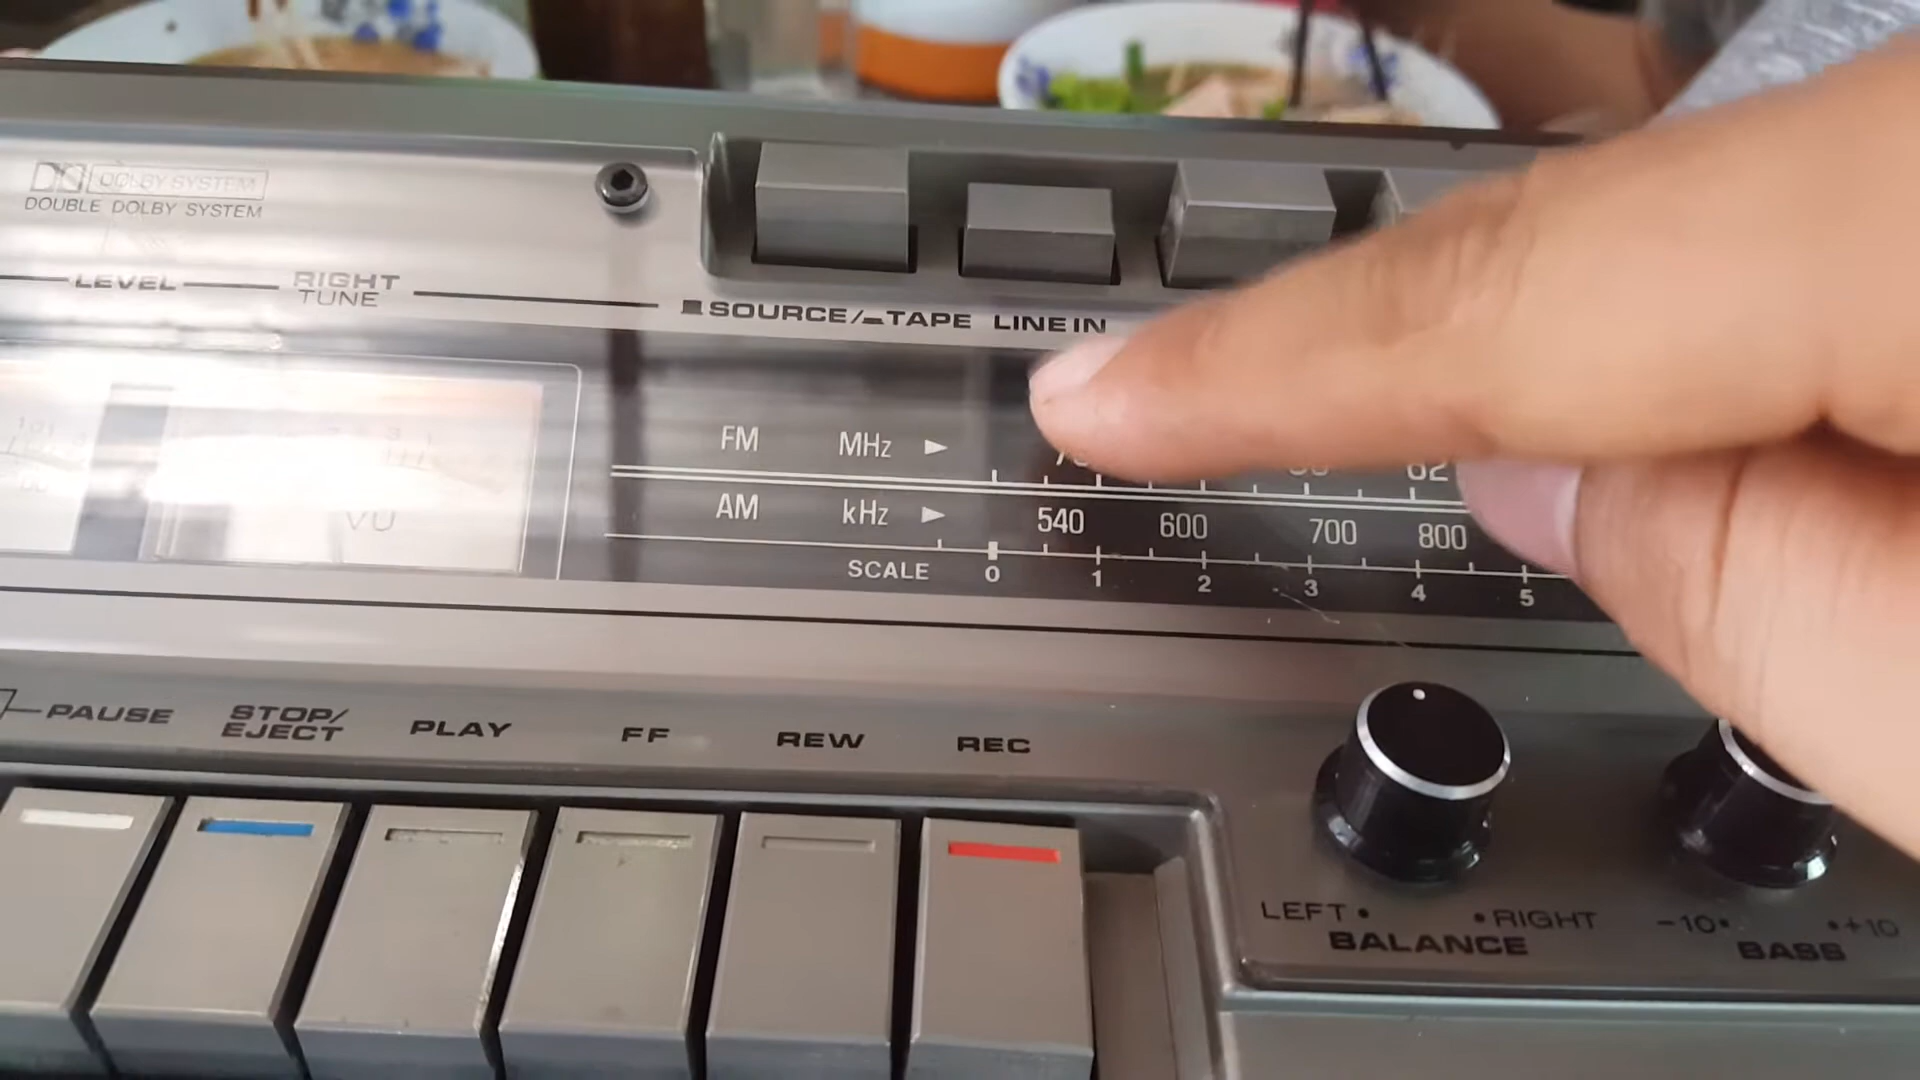 DOLBY SYSTEM
DOUBLE DOLBY SYSTEM
LEVEL RIGHT TUNE
SOURCE/ TAPE LINE IN
VU
FM MHz 82
AM kHz 540 600 700 800
SCALE 0 1 2 3 4 5
PAUSE STOP/EJECT PLAY FF REW REC
LEFT RIGHT -10 +10
BALANCE BASS